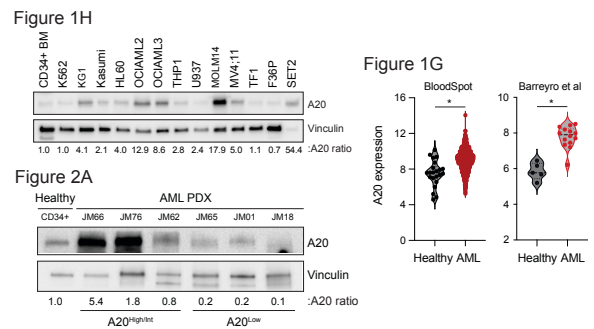 Figure 1H
CD34+ BM
K562
KG1
Kasumi
HL60
OCIAML2
OCIAML3
THP1
U937
MOLM14
MV4;11
TF1
F36P
SET2
A20
Vinculin
1.0 1.0 4.1 2.1 4.0 12.9 8.6 2.8 2.4 17.9 5.0 1.1 0.7 54.4 :A20 ratio
Figure 2A
Healthy AML PDX
CD34+ JM66 JM76 JM62 JM65 JM01 JM18
A20
Vinculin
1.0 5.4 1.8 0.8 0.2 0.2 0.1 :A20 ratio
A20High/Int A20Low
Figure 1G
BloodSpot Barreyro et al
* *
A20 expression
16
12
8
4
10
8
6
4
Healthy AML Healthy AML